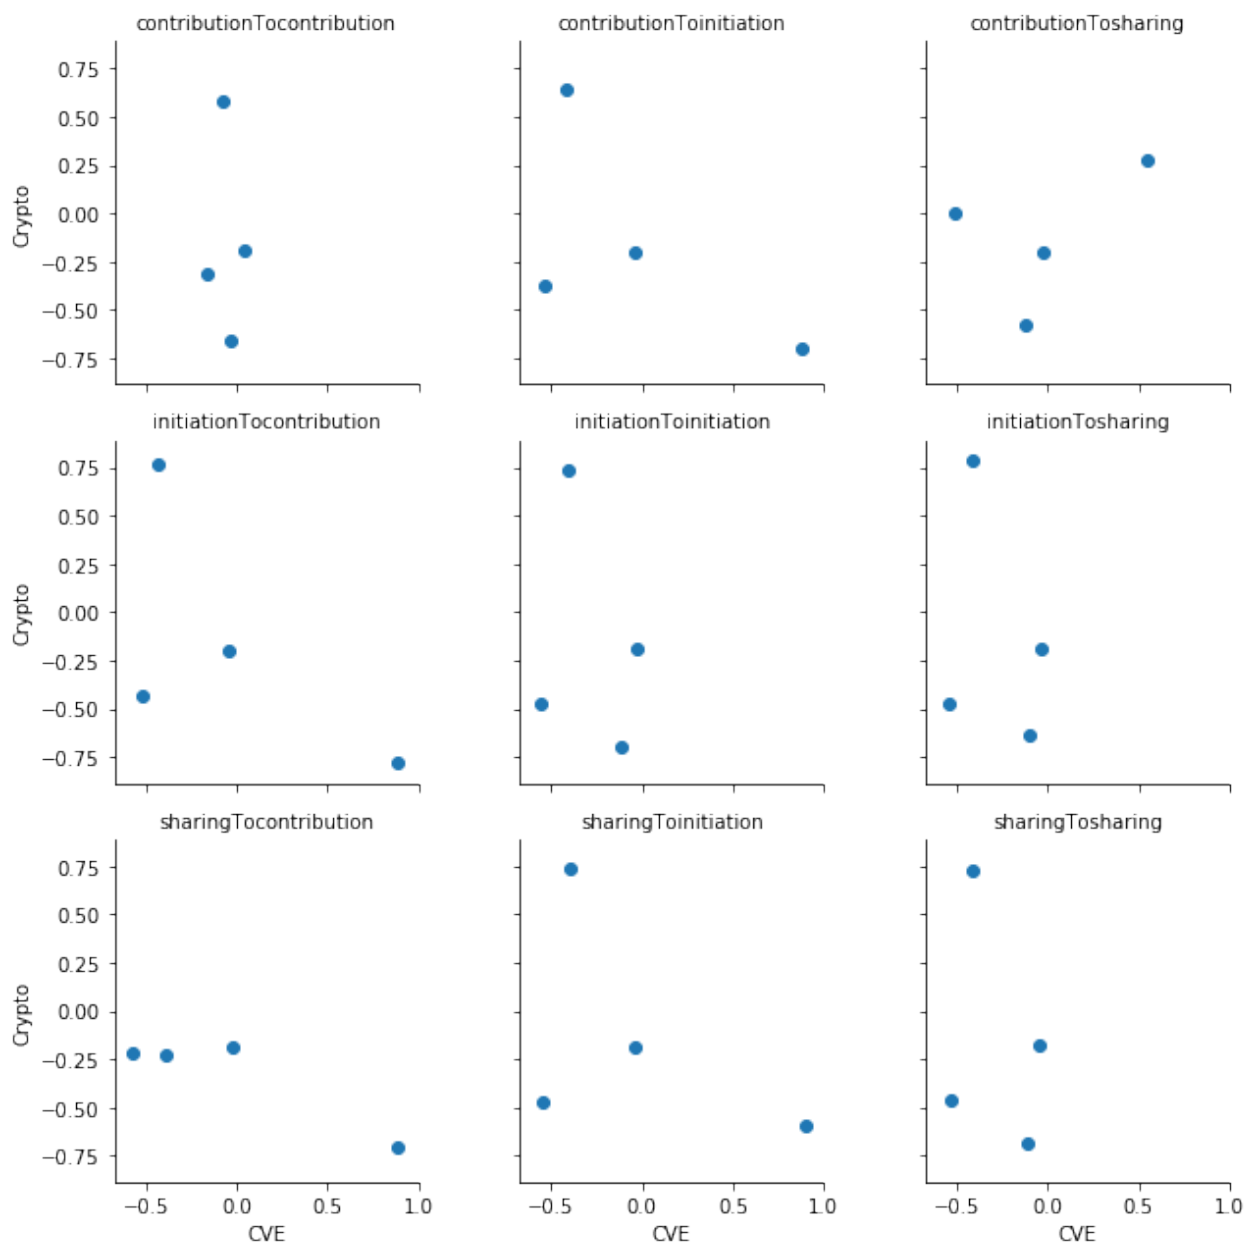 contributionTocontribution contributionToinitiation contributionTosharing
0.75
0.50
0.25
0.00
−0.25
−0.50
−0.75
Crypto
initiationTocontribution initiationToinitiation initiationTosharing
0.75
0.50
0.25
0.00
−0.25
−0.50
−0.75
Crypto
sharingTocontribution sharingToinitiation sharingTosharing
0.75
0.50
0.25
0.00
−0.25
−0.50
−0.75
Crypto
−0.5 0.0 0.5 1.0 −0.5 0.0 0.5 1.0 −0.5 0.0 0.5 1.0
CVE CVE CVE